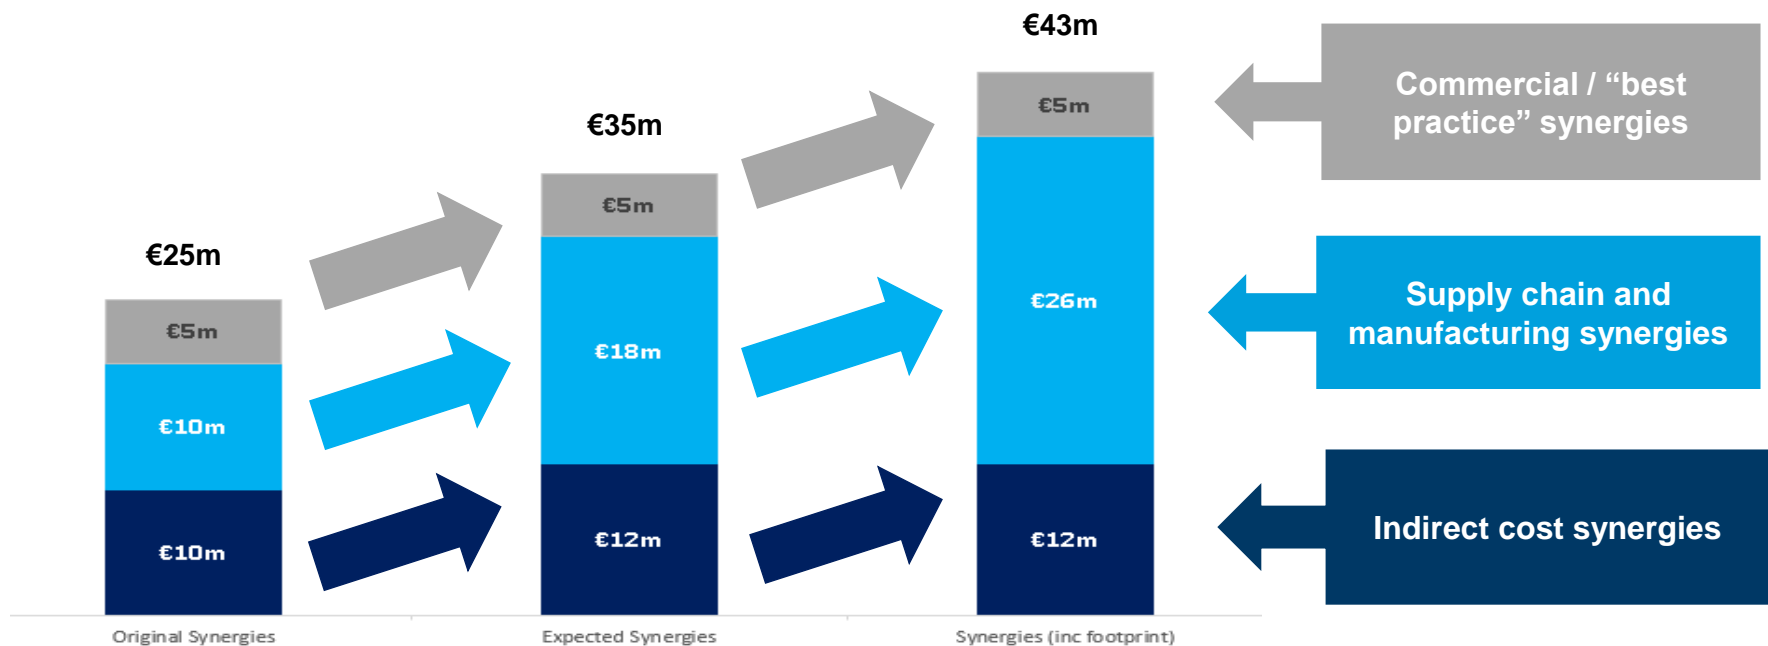 €43m
Commercial / “best
practice” synergies
€5m
€35m
€5m
€25m
€26m
Supply chain and
manufacturing synergies
€5m
€18m
€10m
Indirect cost synergies
€12m
€12m
€10m
Original Synergies
Expected Synergies
Synergies (inc footprint)